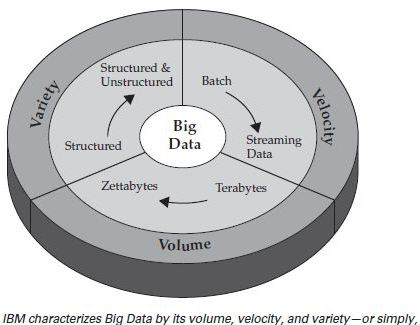 Variety
Structured &
Unstructured
Structured
Batch
Velocity
Streaming
Data
Big
Data
Zettabytes
Terabytes
Volume
IBM characterizes Big Data by its volume, velocity, and variety—or simply,